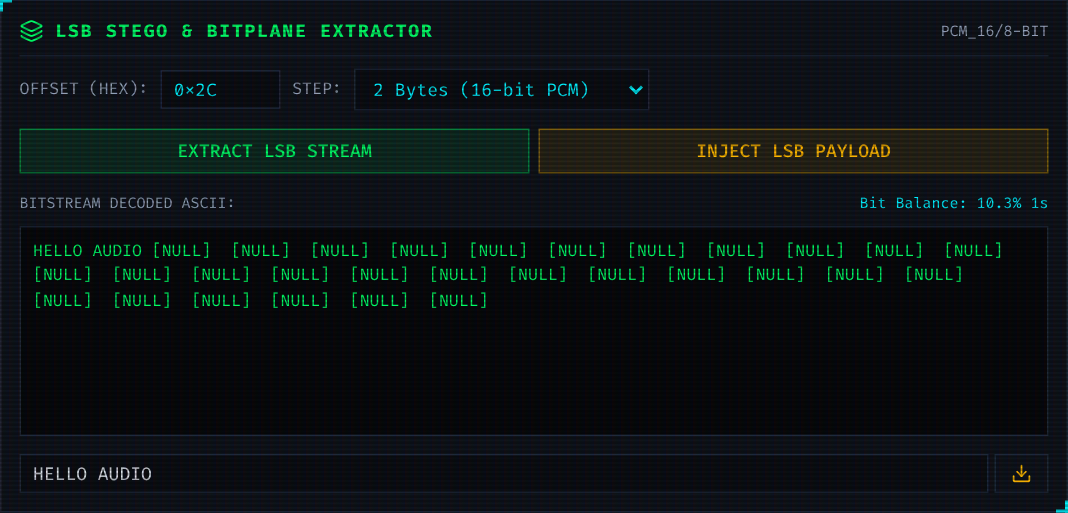 LSB STEGO & BITPLANE EXTRACTOR
PCM_16/8-BIT
OFFSET (HEX): 0x2C STEP: 2 Bytes (16-bit PCM)
EXTRACT LSB STREAM INJECT LSB PAYLOAD
BITSTREAM DECODED ASCII: Bit Balance: 10.3% 1s
HELLO AUDIO [NULL] [NULL] [NULL] [NULL] [NULL] [NULL] [NULL] [NULL] [NULL] [NULL] [NULL]
[NULL] [NULL] [NULL] [NULL] [NULL] [NULL] [NULL] [NULL] [NULL] [NULL] [NULL] [NULL]
[NULL] [NULL] [NULL] [NULL] [NULL] [NULL]
HELLO AUDIO